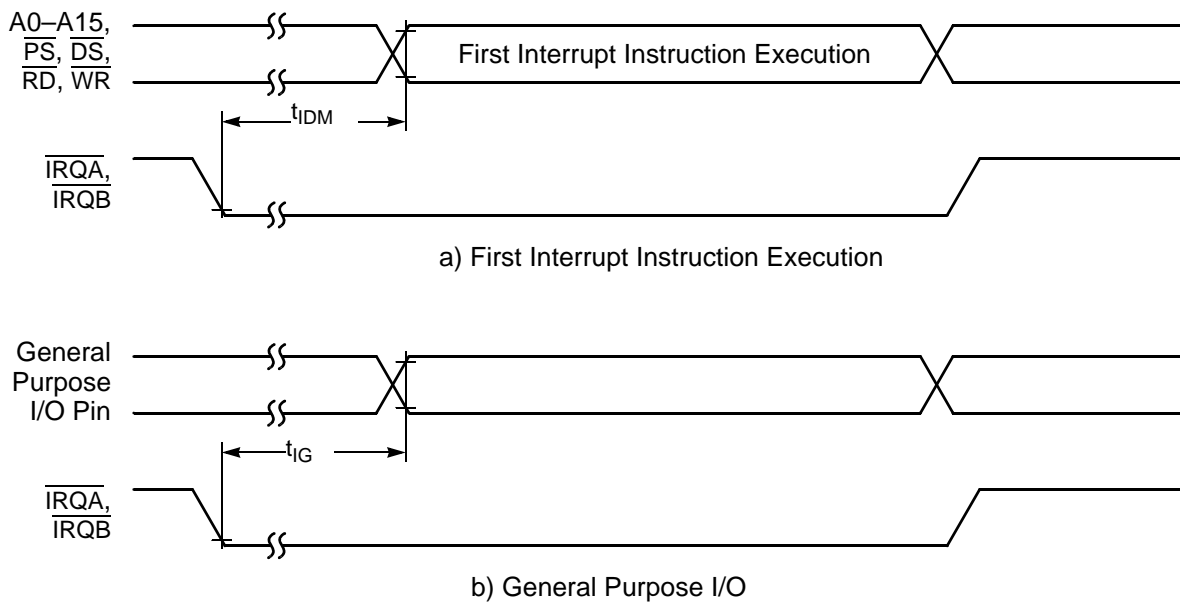 A0–A15,
PS, DS,
RD, WR
First Interrupt Instruction Execution
tIDM
IRQA,
IRQB
a) First Interrupt Instruction Execution
General
Purpose
I/O Pin
tIG
IRQA,
IRQB
b) General Purpose I/O